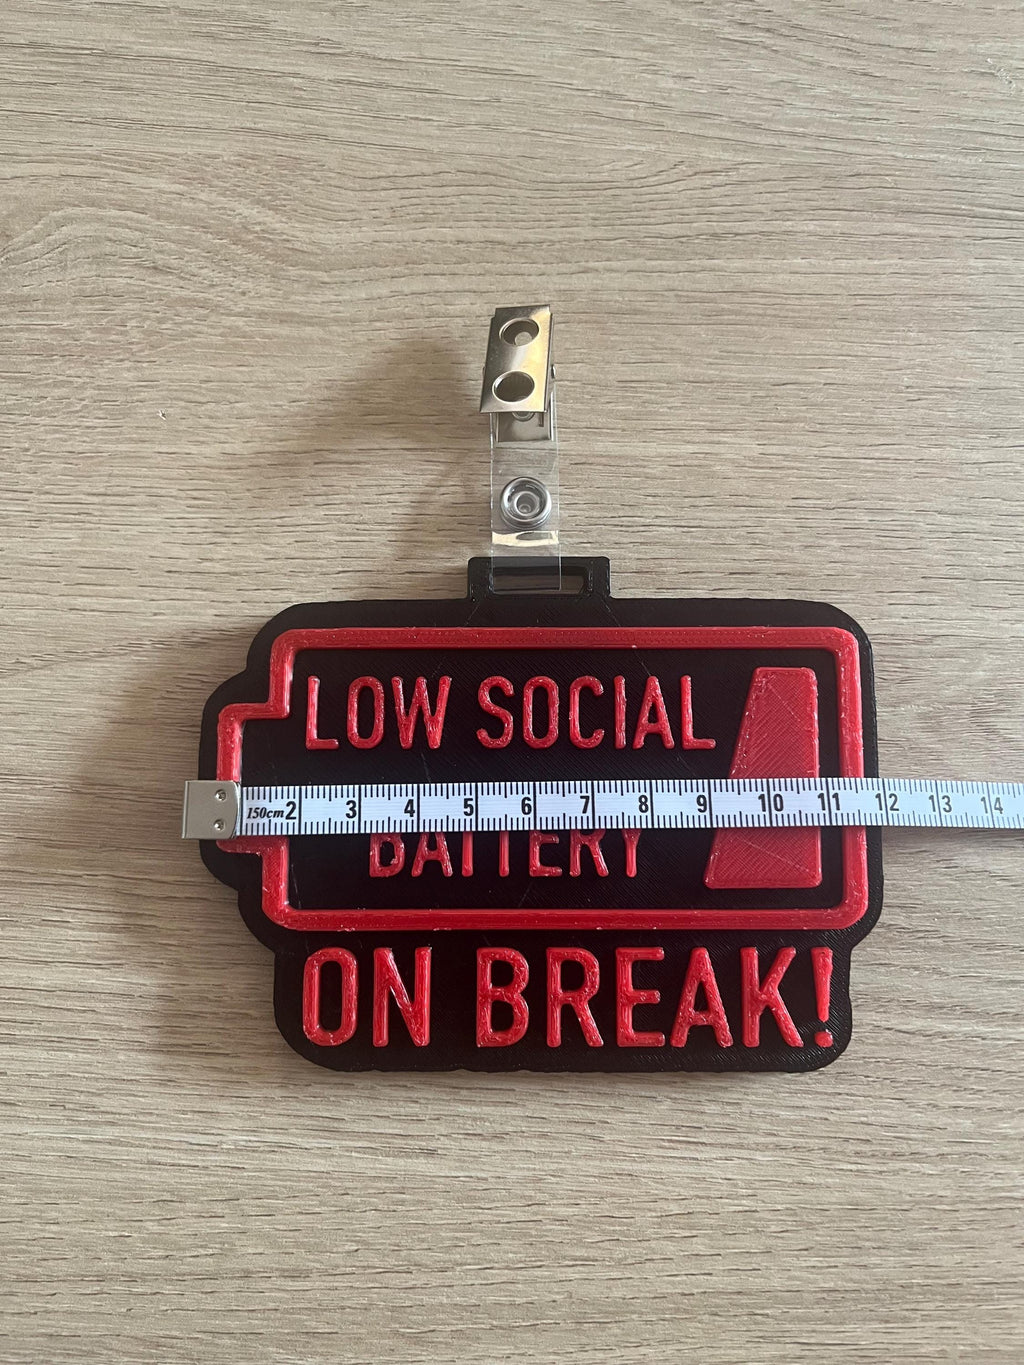 LOW SOCIAL
150cm 2 3 4 5 6 7 8 9 10 11 12 13 14
BATTERY
ON BREAK!